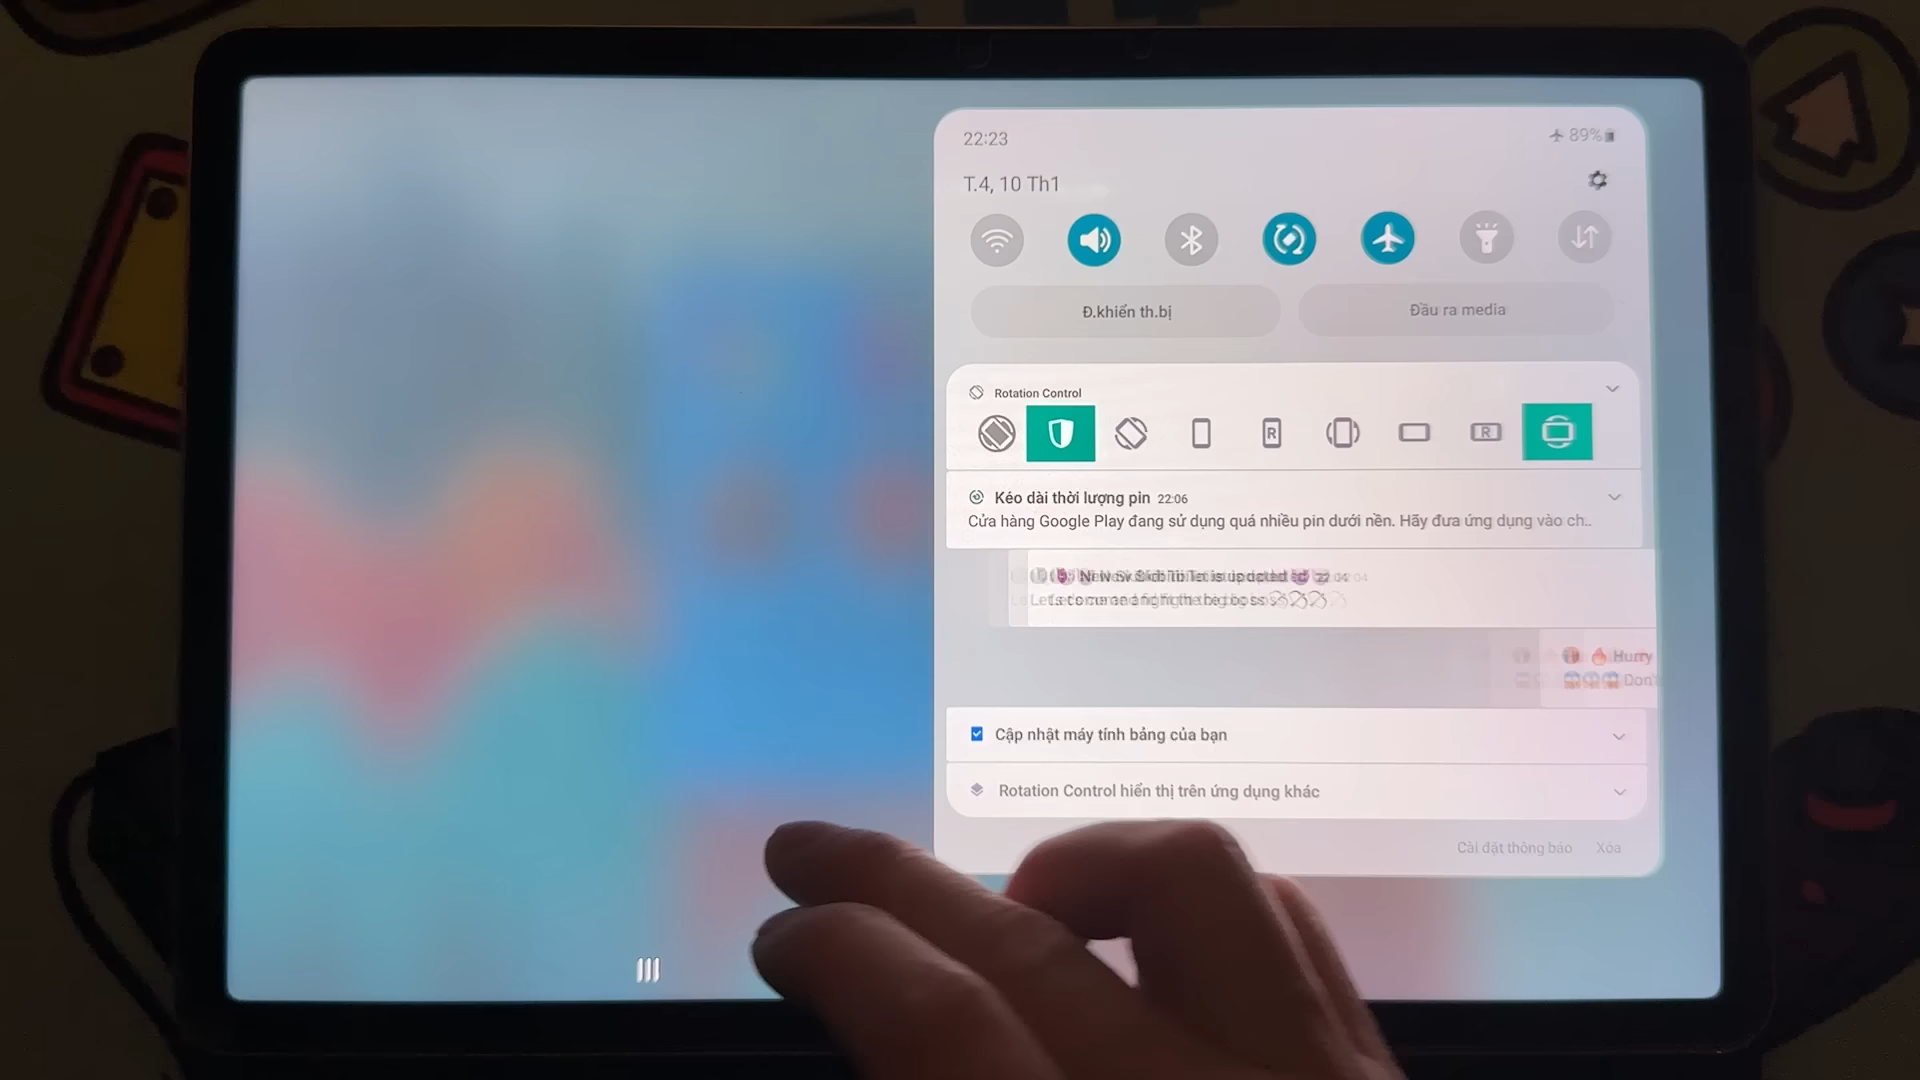 22:23
89%
T.4, 10 Th1
Đ.khiển th.bị
Đầu ra media
Rotation Control
R
R
Kéo dài thời lượng pin 22:06
Cửa hàng Google Play đang sử dụng quá nhiều pin dưới nền. Hãy đưa ứng dụng vào ch..
Hurry
Cập nhật máy tính bảng của bạn
Rotation Control hiển thị trên ứng dụng khác
Cài đặt thông báo
Xóa